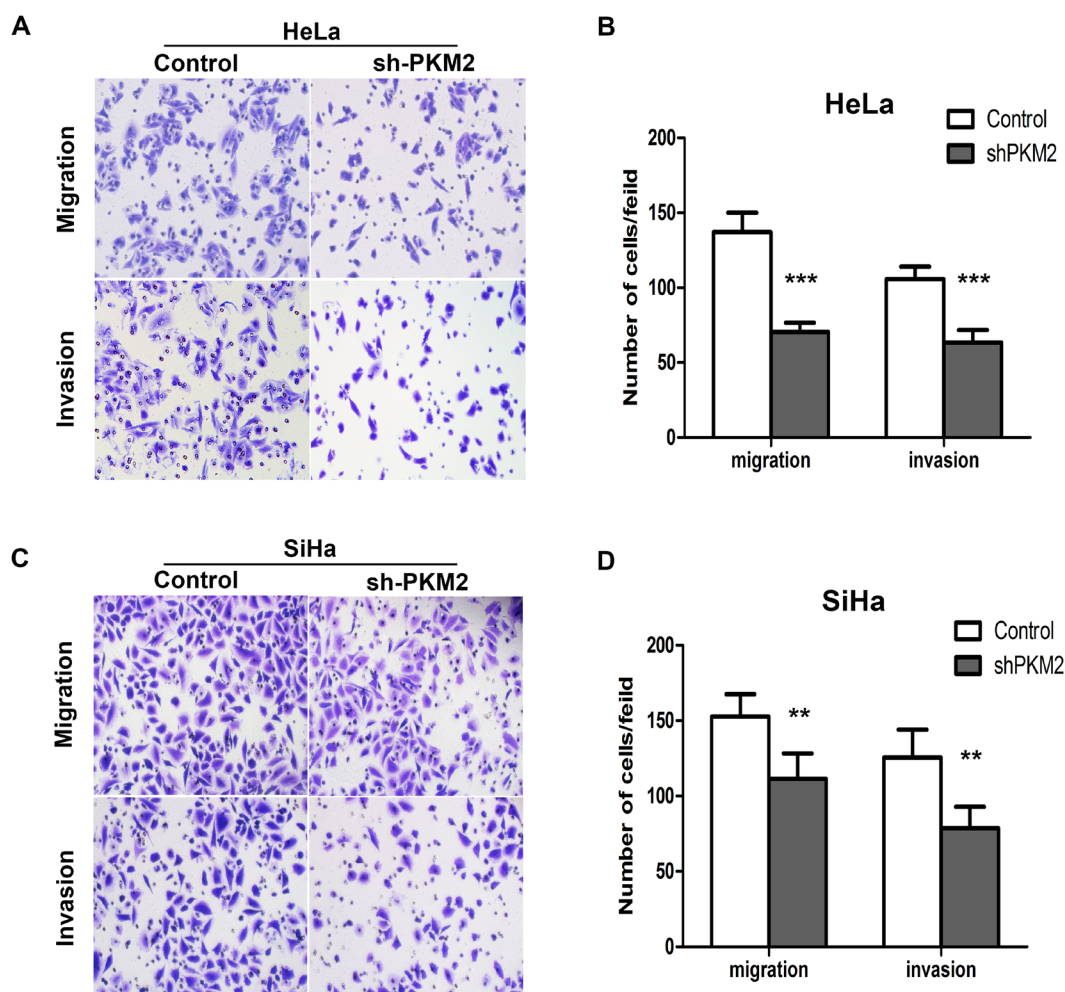 A
HeLa
Control
sh-PKM2
Migration
Invasion
B
HeLa
Control
shPKM2
Number of cells/feild
200
150
100
50
0
***
***
migration
invasion
C
SiHa
Control
sh-PKM2
Migration
Invasion
D
SiHa
Control
shPKM2
Number of cells/feild
200
150
100
50
0
**
**
migration
invasion